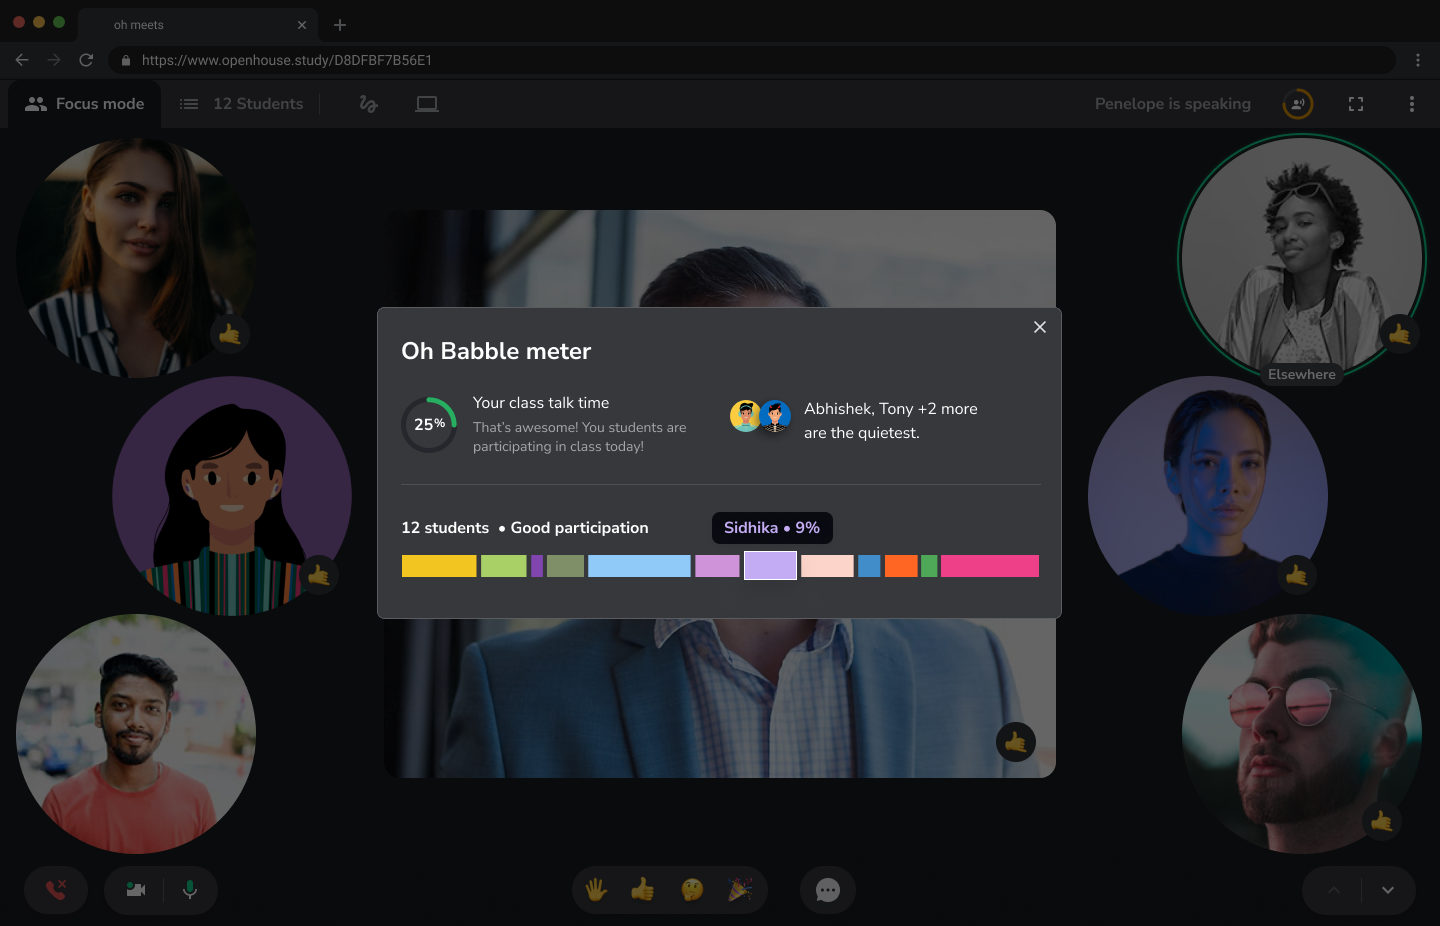 oh meets
https://www.openhouse.study/D8DFBF7B56E1
Focus mode
12 Students
Penelope is speaking
Elsewhere
Oh Babble meter
25%
Your class talk time
That's awesome! You students are
participating in class today!
Abhishek, Tony +2 more
are the quietest.
12 students • Good participation
Sidhika • 9%